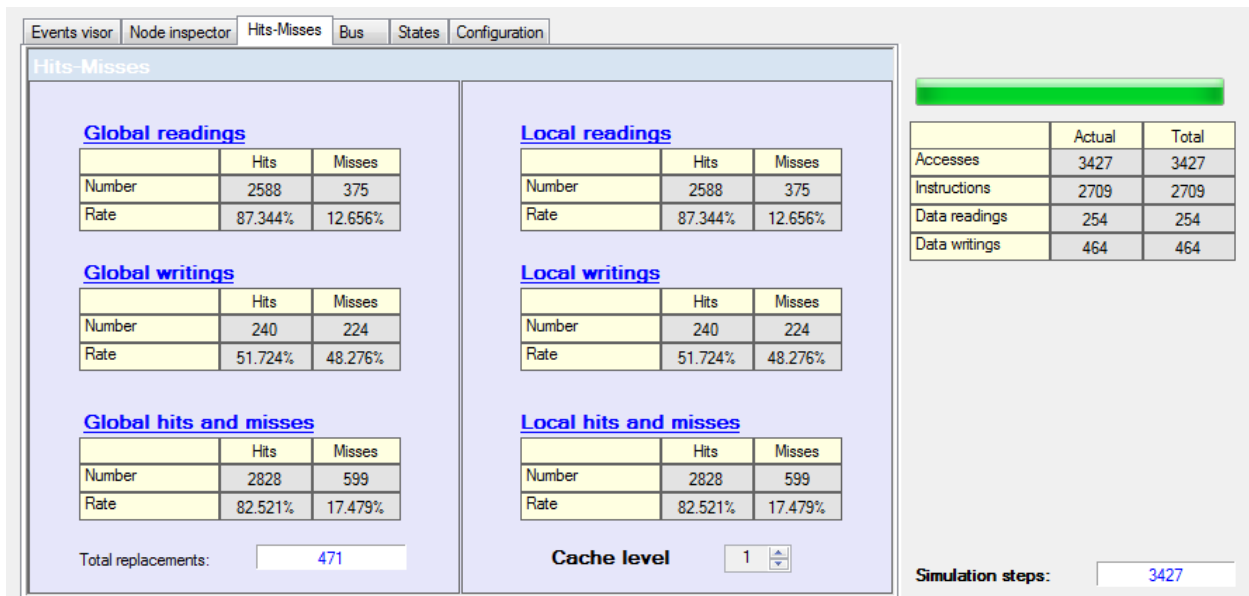 Events visor Node inspector Hits-Misses Bus States Configuration
Hits-Misses
Global readings
Hits Misses
Number 2588 375
Rate 87.344% 12.656%
Global writings
Hits Misses
Number 240 224
Rate 51.724% 48.276%
Global hits and misses
Hits Misses
Number 2828 599
Rate 82.521% 17.479%
Total replacements: 471
Local readings
Hits Misses
Number 2588 375
Rate 87.344% 12.656%
Local writings
Hits Misses
Number 240 224
Rate 51.724% 48.276%
Local hits and misses
Hits Misses
Number 2828 599
Rate 82.521% 17.479%
Cache level 1
Actual Total
Accesses 3427 3427
Instructions 2709 2709
Data readings 254 254
Data writings 464 464
Simulation steps: 3427